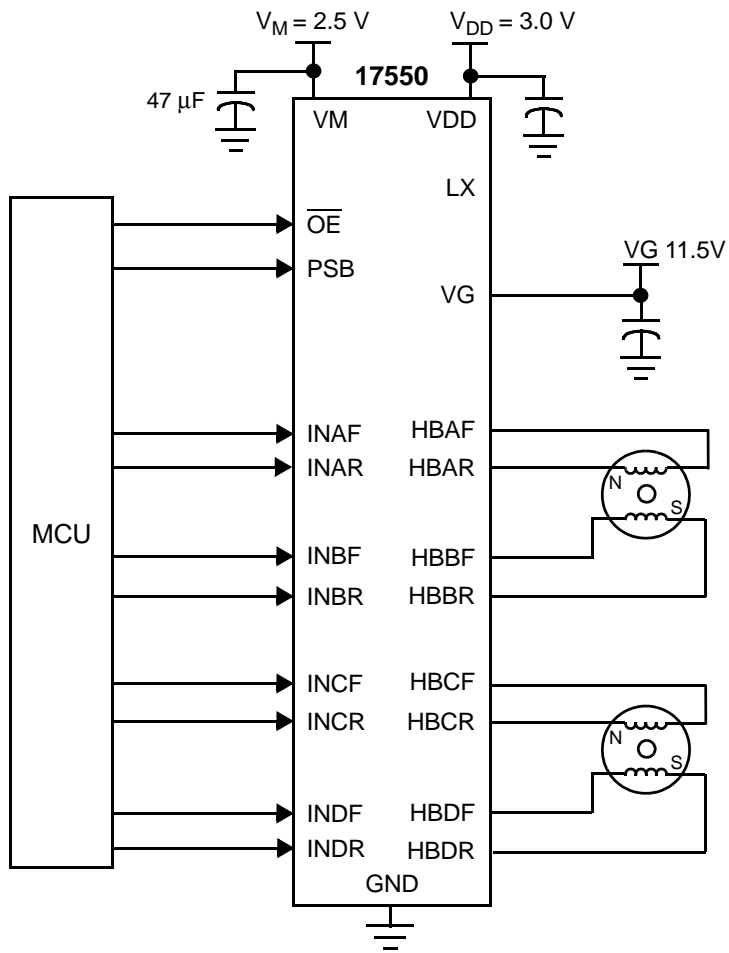 V_M = 2.5 V
V_DD = 3.0 V
17550
47 μF
VM
VDD
LX
OE
PSB
VG 11.5V
VG
INAF
HBAF
INAR
HBAR
N
S
MCU
INBF
HBBF
INBR
HBBR
INCF
HBCF
INCR
HBCR
N
S
INDF
HBDF
INDR
HBDR
GND